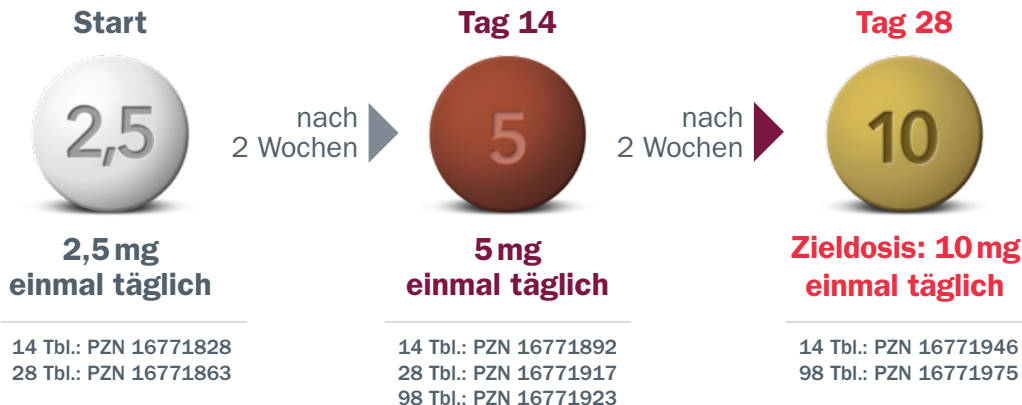 Start
2,5
2,5 mg
einmal täglich
14 Tbl.: PZN 16771828
28 Tbl.: PZN 16771863
nach
2 Wochen
Tag 14
5
5 mg
einmal täglich
14 Tbl.: PZN 16771892
28 Tbl.: PZN 16771917
98 Tbl.: PZN 16771923
nach
2 Wochen
Tag 28
10
Zieldosis: 10 mg
einmal täglich
14 Tbl.: PZN 16771946
98 Tbl.: PZN 16771975